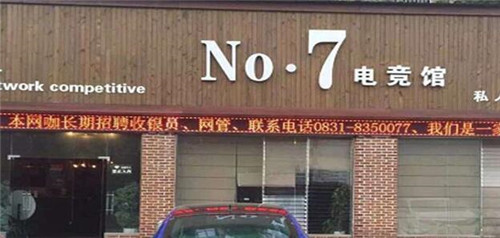 No·7电竞馆
twork competitive
私人
本网咖长期招聘收银员、网管、联系电话0831-8350077、我们是一